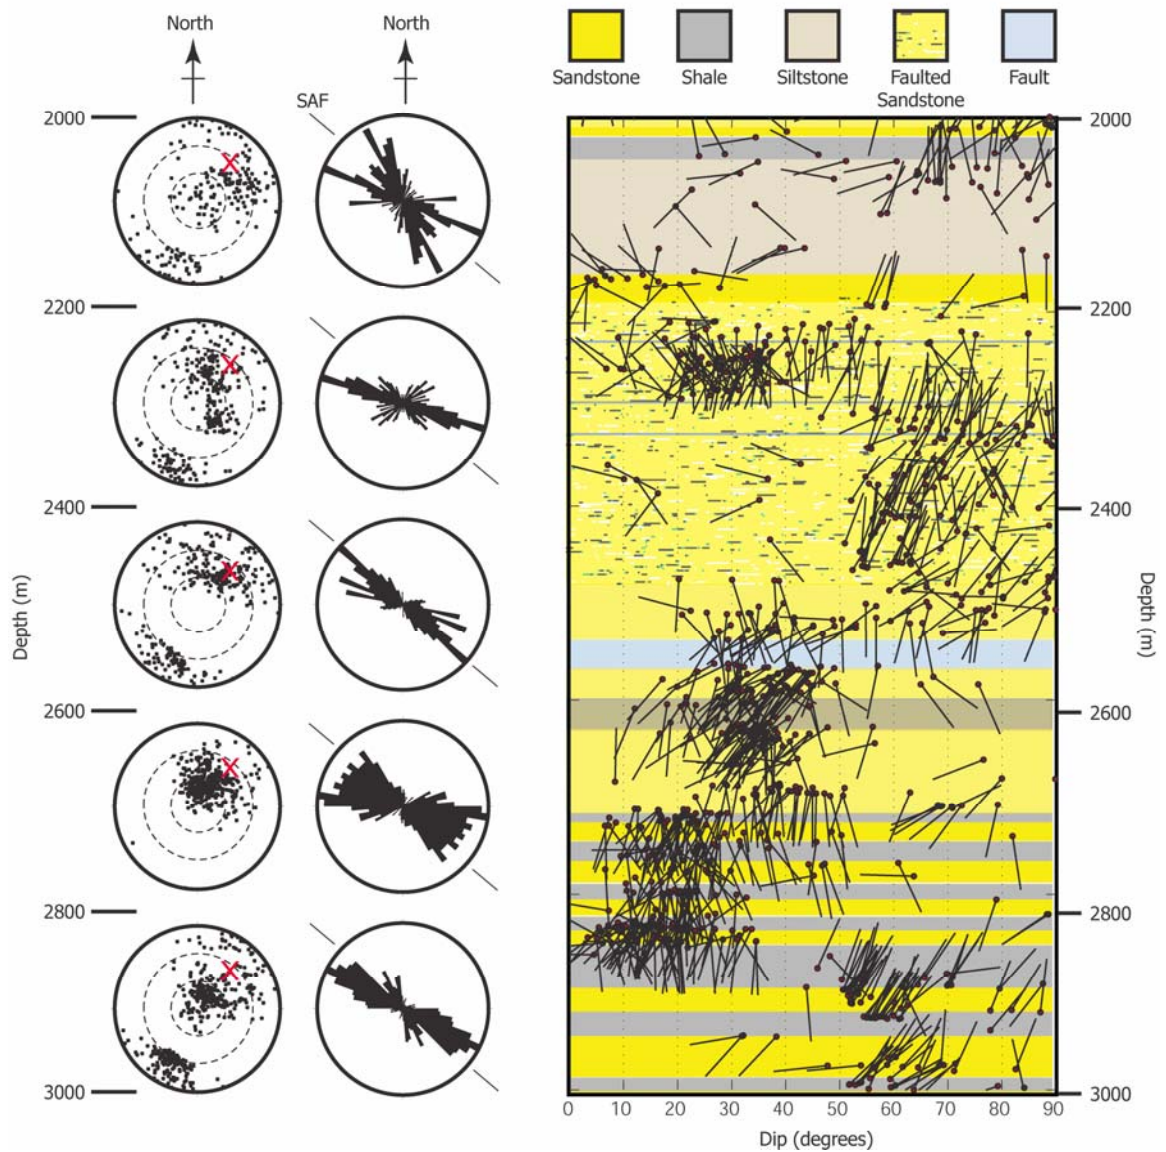 North
North
Sandstone
Shale
Siltstone
Faulted
Sandstone
Fault
SAF
2000
2200
2400
2600
2800
3000
Depth (m)
X
X
X
X
X
2000
2200
2400
2600
2800
3000
Depth (m)
0
10
20
30
40
50
60
70
80
90
Dip (degrees)